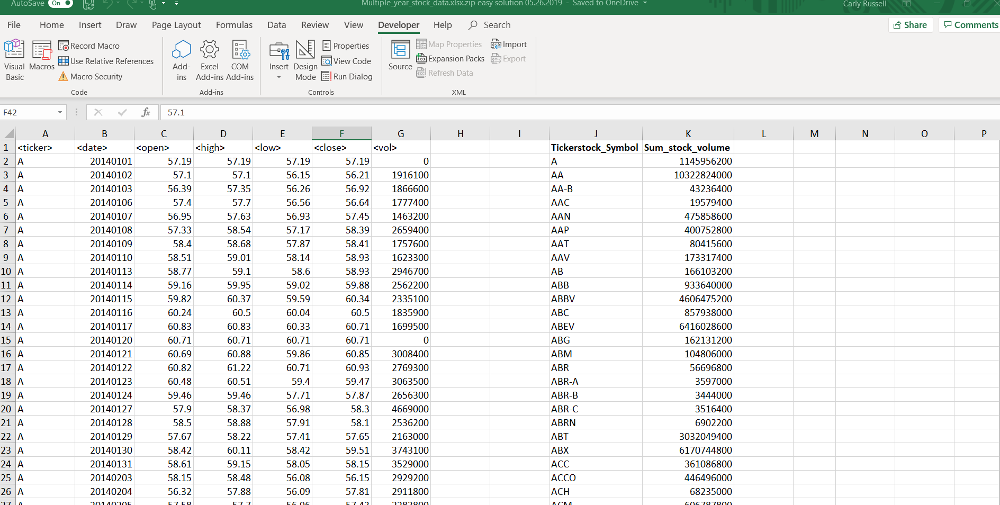 AutoSave On Multiple_year_stock_data.xlsx.zip easy solution 05.26.2019 - Saved to OneDrive Carly Russell
File Home Insert Draw Page Layout Formulas Data Review View Developer Help Search Share Comments
Visual Basic
Macros
Record Macro
Use Relative References
Macro Security
Code
Add-ins
Excel Add-ins
COM Add-ins
Add-ins
Insert
Design Mode
Properties
View Code
Run Dialog
Controls
Source
Map Properties
Expansion Packs
Refresh Data
Import
Export
XML
F42 fx 57.1
A B C D E F G H I J K L M N O P
1 <ticker> <date> <open> <high> <low> <close> <vol> Tickerstock_Symbol Sum_stock_volume
2 A 20140101 57.19 57.19 57.19 57.19 0 A 1145956200
3 A 20140102 57.1 57.1 56.15 56.21 1916100 AA 10322824000
4 A 20140103 56.39 57.35 56.26 56.92 1866600 AA-B 43236400
5 A 20140106 57.4 57.7 56.56 56.64 1777400 AAC 19579400
6 A 20140107 56.95 57.63 56.93 57.45 1463200 AAN 475858600
7 A 20140108 57.33 58.54 57.17 58.39 2659400 AAP 400752800
8 A 20140109 58.4 58.68 57.87 58.41 1757600 AAT 80415600
9 A 20140110 58.51 59.01 58.14 58.93 1623300 AAV 173317400
10 A 20140113 58.77 59.1 58.6 58.93 2946700 AB 166103200
11 A 20140114 59.16 59.95 59.02 59.88 2562200 ABB 933640000
12 A 20140115 59.82 60.37 59.59 60.34 2335100 ABBV 4606475200
13 A 20140116 60.24 60.5 60.04 60.5 1835900 ABC 857938000
14 A 20140117 60.83 60.83 60.33 60.71 1699500 ABEV 6416028600
15 A 20140120 60.71 60.71 60.71 60.71 0 ABG 162131200
16 A 20140121 60.69 60.88 59.86 60.85 3008400 ABM 104806000
17 A 20140122 60.82 61.22 60.71 60.93 2769300 ABR 56696800
18 A 20140123 60.48 60.51 59.4 59.47 3063500 ABR-A 3597000
19 A 20140124 59.46 59.46 57.71 57.87 2656300 ABR-B 3444000
20 A 20140127 57.9 58.37 56.98 58.3 4669000 ABR-C 3516400
21 A 20140128 58.5 58.88 57.91 58.1 2536200 ABRN 6902200
22 A 20140129 57.67 58.22 57.41 57.65 2163000 ABT 3032049400
23 A 20140130 58.42 60.11 58.42 59.51 3743100 ABX 6170744800
24 A 20140131 58.61 59.15 58.05 58.15 3529000 ACC 361086800
25 A 20140203 58.15 58.48 56.08 56.15 2929200 ACCO 446496000
26 A 20140204 56.32 57.88 56.09 57.81 2911800 ACH 68235000